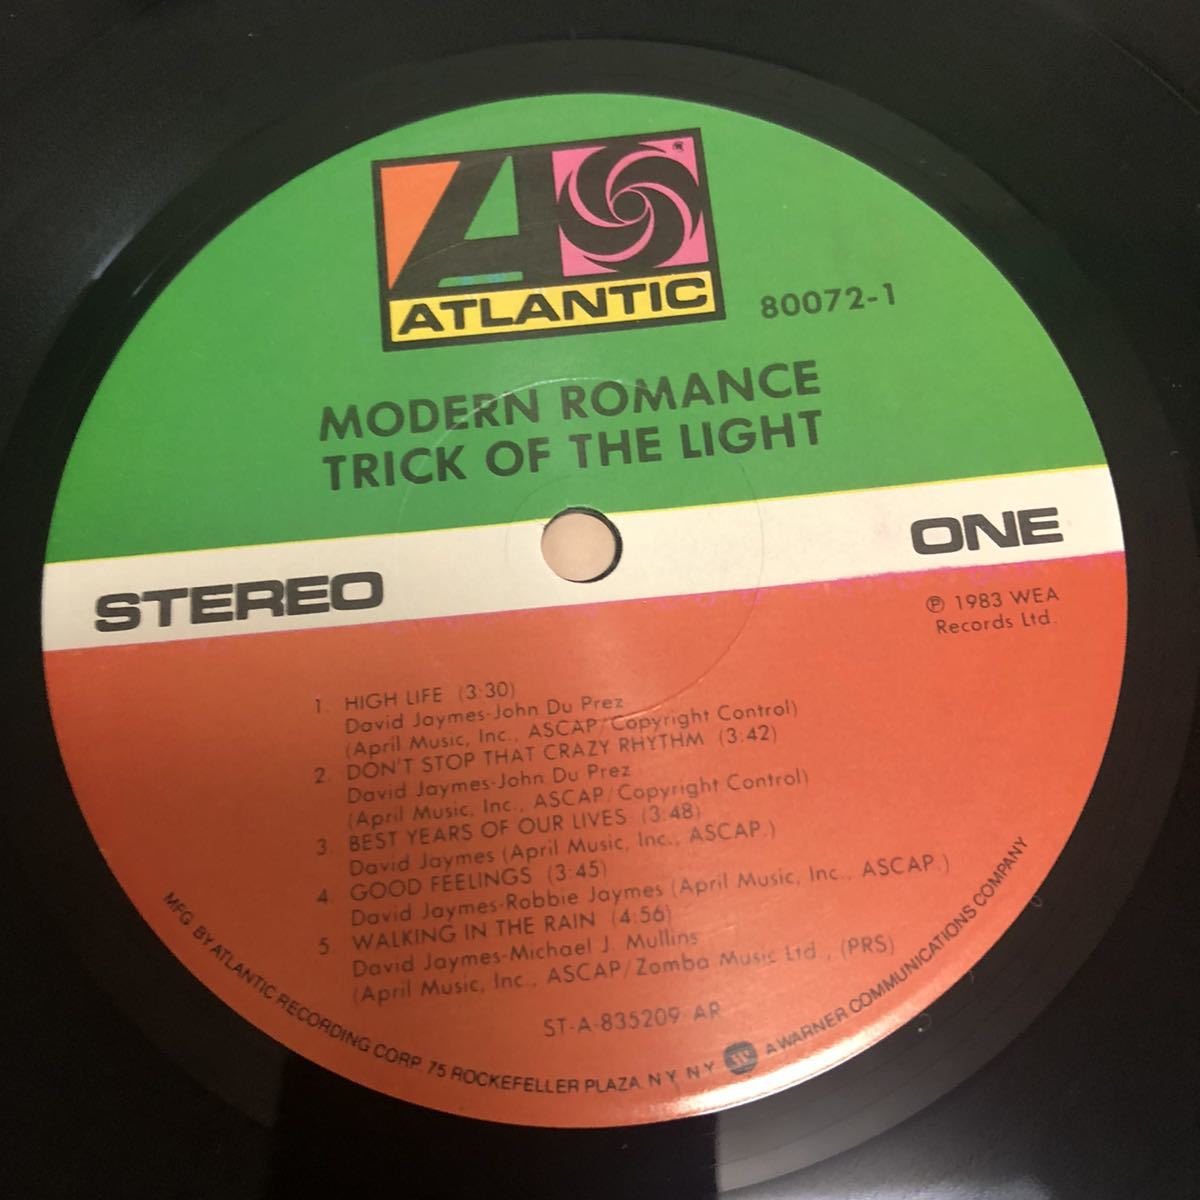 ATLANTIC
80072-1
MODERN ROMANCE
TRICK OF THE LIGHT
STEREO
ONE
℗ 1983 WEA
Records Ltd.
1. HIGH LIFE (3:30)
David Jaymes-John Du Prez
(April Music, Inc., ASCAP/Copyright Control)
2. DON'T STOP THAT CRAZY RHYTHM (3:42)
David Jaymes-John Du Prez
(April Music, Inc., ASCAP/Copyright Control)
3. BEST YEARS OF OUR LIVES (3:48)
David Jaymes (April Music, Inc., ASCAP.)
4. GOOD FEELINGS (3:45)
David Jaymes-Robbie Jaymes (April Music, Inc., ASCAP.)
5. WALKING IN THE RAIN (4:56)
David Jaymes-Michael J. Mullins
(April Music, Inc., ASCAP/Zomba Music Ltd., (PRS)
ST-A-835209 AR
MFG. BY ATLANTIC RECORDING CORP. 75 ROCKEFELLER PLAZA. N.Y. N.Y. A WARNER COMMUNICATIONS COMPANY